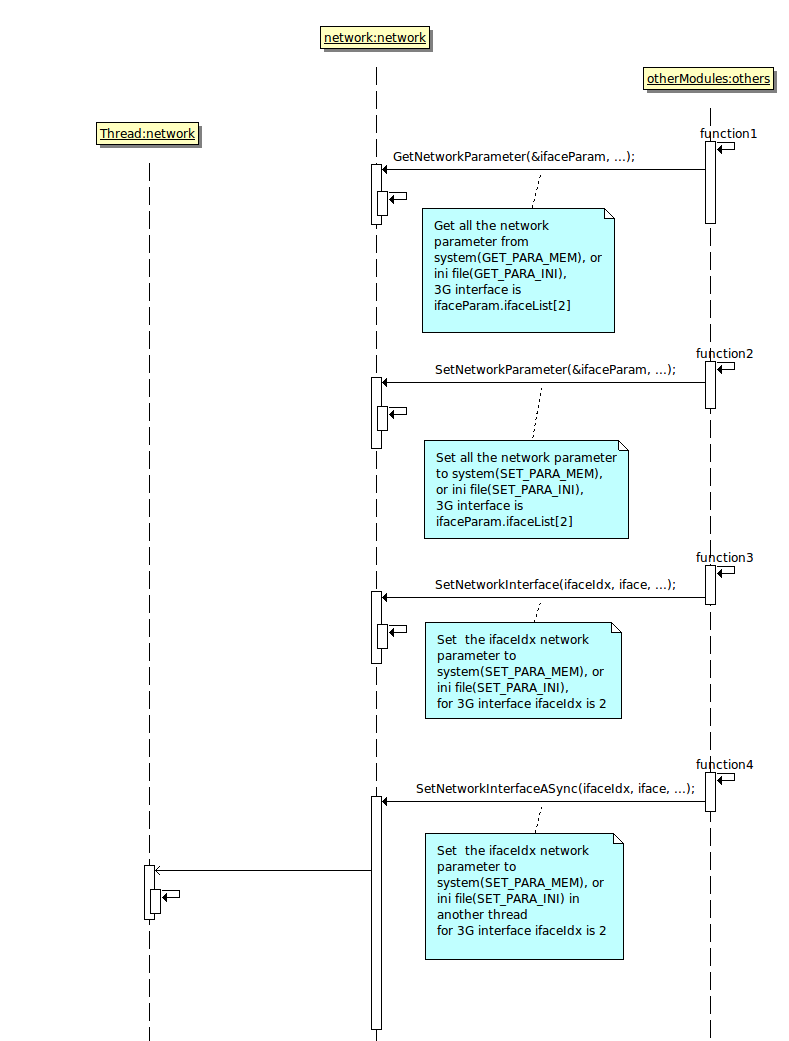 network:network
otherModules:others
Thread:network
function1
GetNetworkParameter(&ifaceParam, ...);
Get all the network
parameter from
system(GET_PARA_MEM), or
ini file(GET_PARA_INI),
3G interface is
ifaceParam.ifaceList[2]
function2
SetNetworkParameter(&ifaceParam, ...);
Set all the network parameter
to system(SET_PARA_MEM),
or ini file(SET_PARA_INI),
3G interface is
ifaceParam.ifaceList[2]
function3
SetNetworkInterface(ifaceIdx, iface, ...);
Set  the ifaceIdx network
parameter to
system(SET_PARA_MEM), or
ini file(SET_PARA_INI),
for 3G interface ifaceIdx is 2
function4
SetNetworkInterfaceASync(ifaceIdx, iface, ...);
Set  the ifaceIdx network
parameter to
system(SET_PARA_MEM), or
ini file(SET_PARA_INI) in
another thread
for 3G interface ifaceIdx is 2